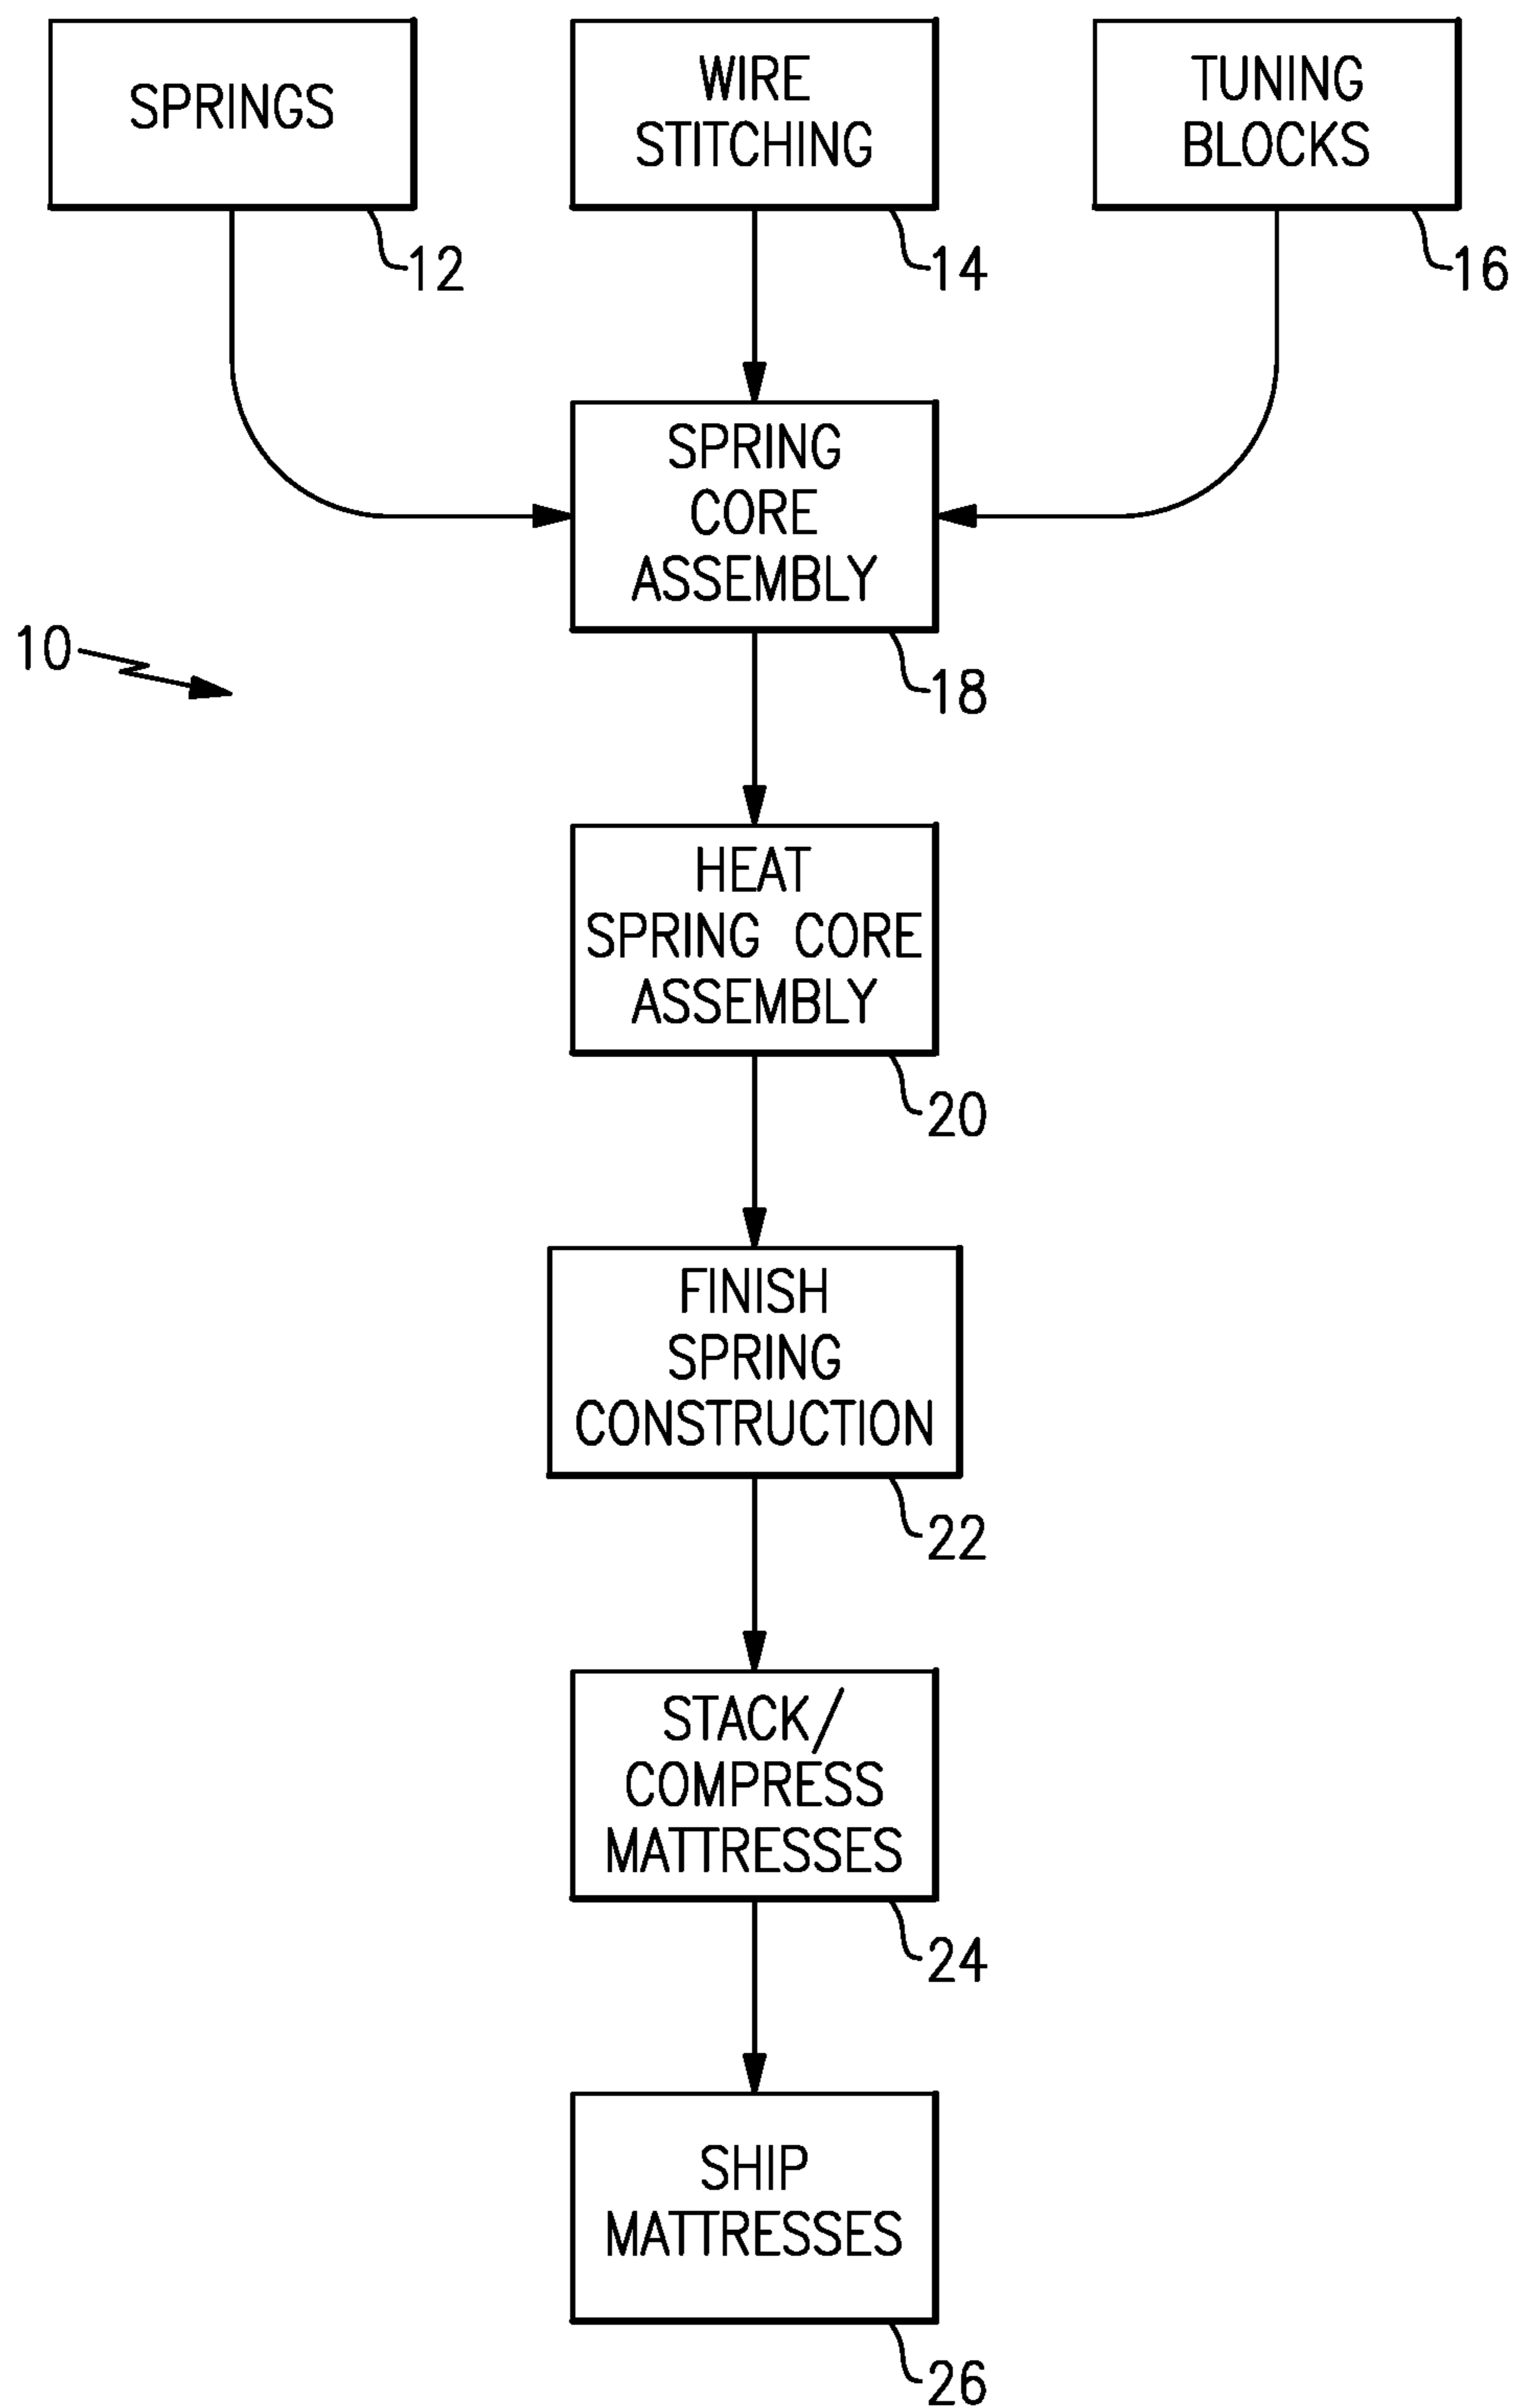 SPRINGS
12
WIRE
STITCHING
14
TUNING
BLOCKS
16
SPRING
CORE
ASSEMBLY
18
10
HEAT
SPRING CORE
ASSEMBLY
20
FINISH
SPRING
CONSTRUCTION
22
STACK/
COMPRESS
MATTRESSES
24
SHIP
MATTRESSES
26